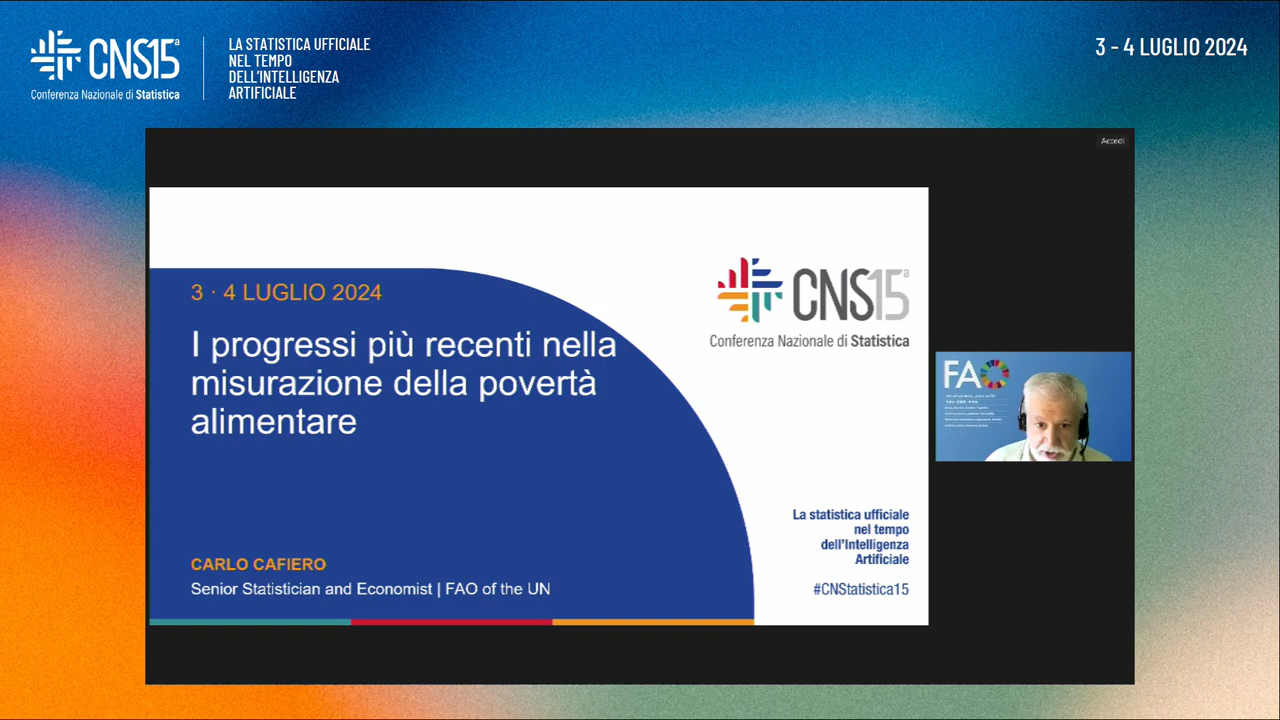 CNS15ª
Conferenza Nazionale di Statistica
LA STATISTICA UFFICIALE
NEL TEMPO
DELL'INTELLIGENZA
ARTIFICIALE
3 - 4 LUGLIO 2024
Accedi
3 · 4 LUGLIO 2024
I progressi più recenti nella
misurazione della povertà
alimentare
CARLO CAFIERO
Senior Statistician and Economist | FAO of the UN
CNS15ª
Conferenza Nazionale di Statistica
La statistica ufficiale
nel tempo
dell'Intelligenza
Artificiale
#CNStatistica15
FAO